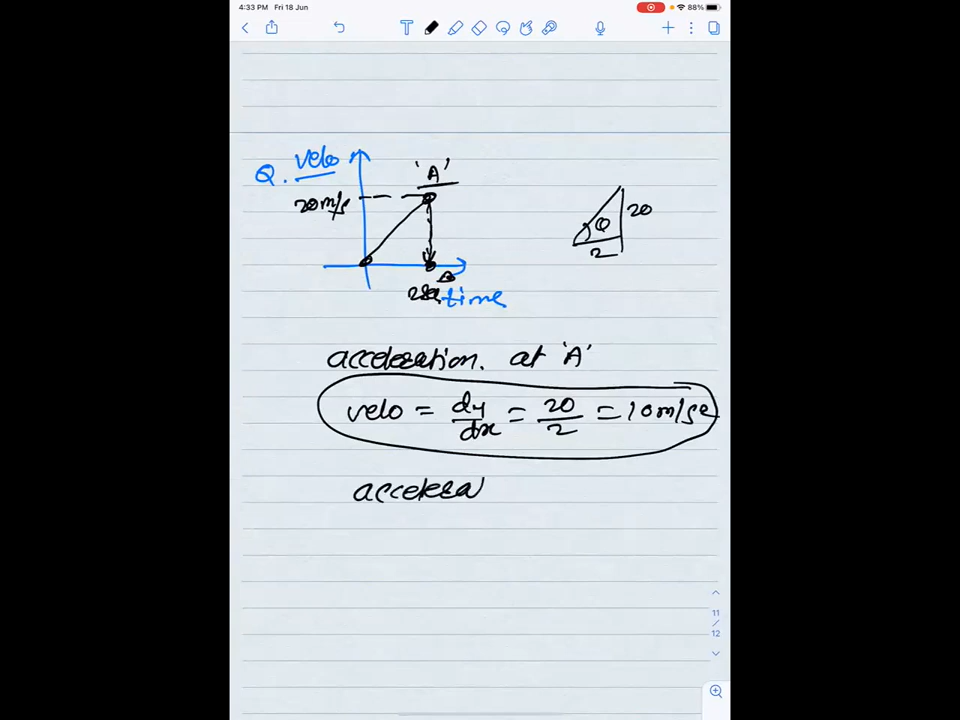 4:33 PM Fri 18 Jun
88%
Q. velo
'A'
20m/s
20
θ
2
time
acceleration. at 'A'
velo = dy/dx = 20/2 = 10m/se
accelera
11
/
12